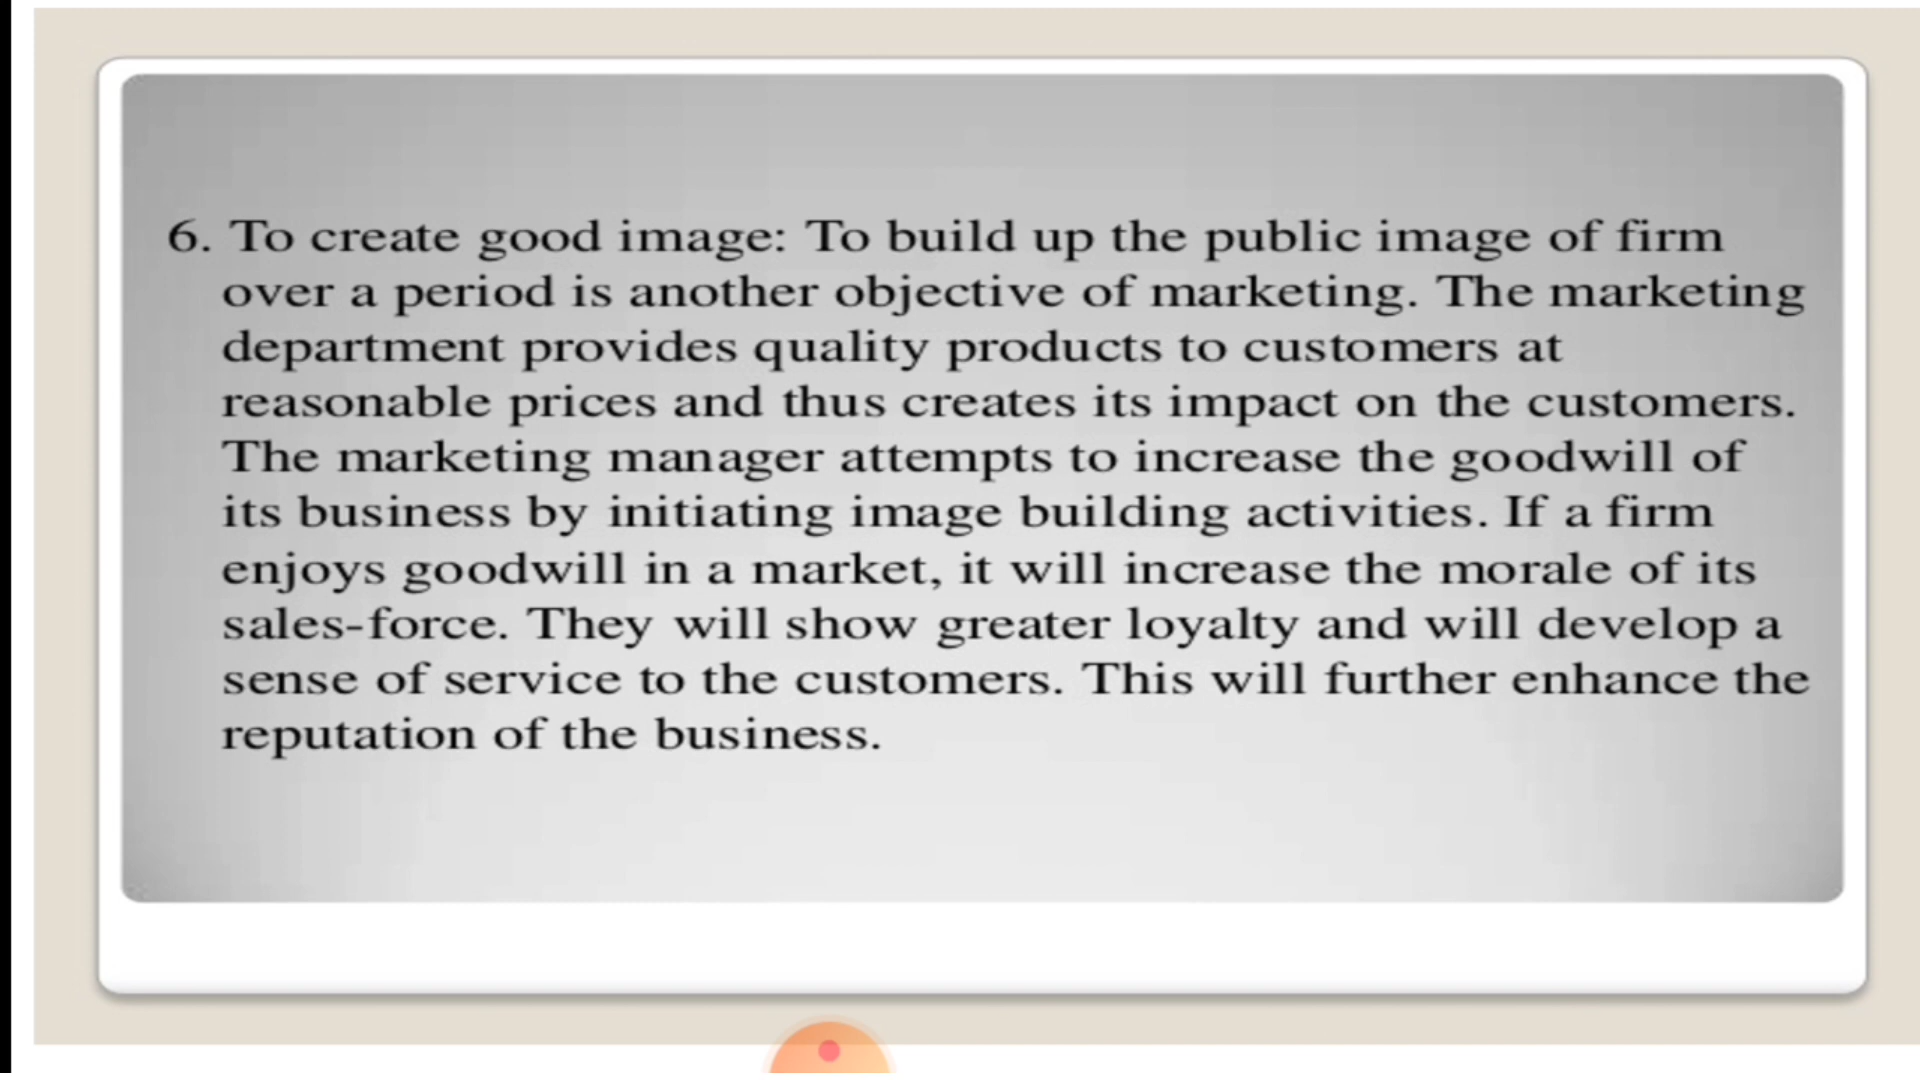 6. To create good image: To build up the public image of firm
over a period is another objective of marketing. The marketing
department provides quality products to customers at
reasonable prices and thus creates its impact on the customers.
The marketing manager attempts to increase the goodwill of
its business by initiating image building activities. If a firm
enjoys goodwill in a market, it will increase the morale of its
sales-force. They will show greater loyalty and will develop a
sense of service to the customers. This will further enhance the
reputation of the business.